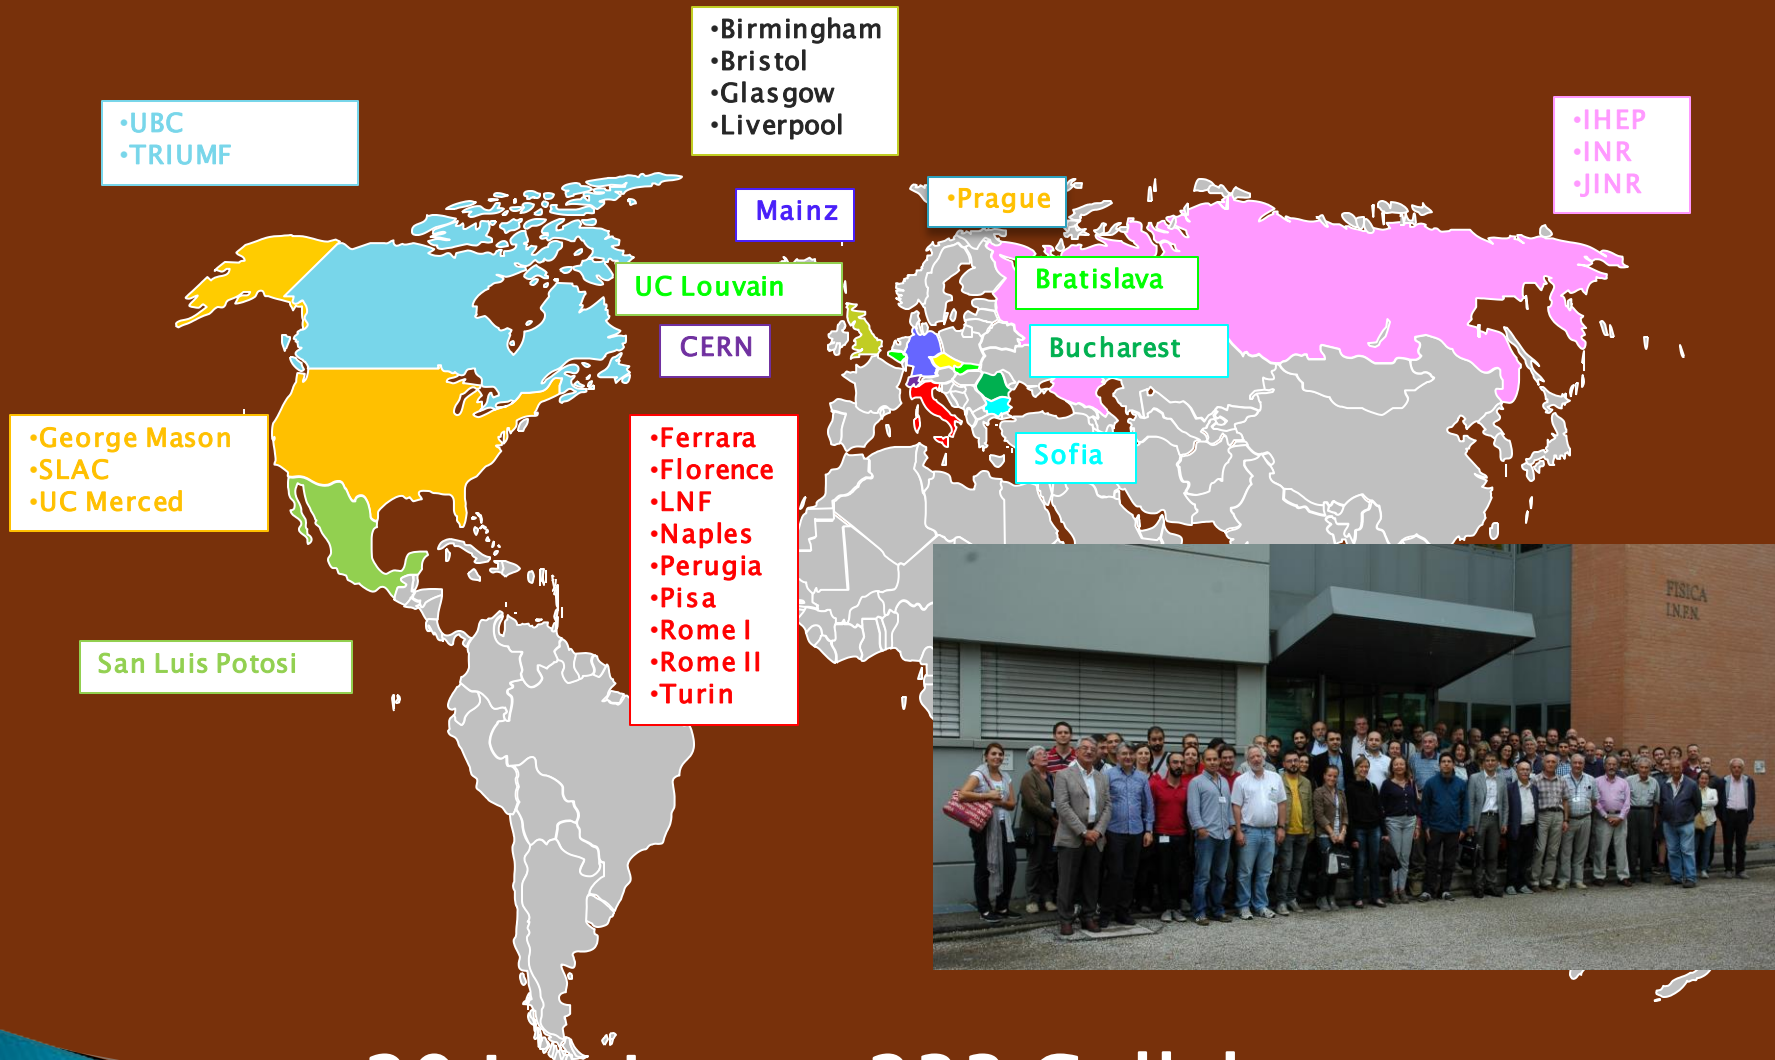 •Birmingham
•Bristol
•Glasgow
•Liverpool
•UBC
•TRIUMF
•IHEP
•INR
•JINR
Mainz
•Prague
UC Louvain
Bratislava
CERN
Bucharest
•George Mason
•SLAC
•UC Merced
•Ferrara
•Florence
•LNF
•Naples
•Perugia
•Pisa
•Rome I
•Rome II
•Turin
Sofia
San Luis Potosi
FISICA
I.N.F.N.